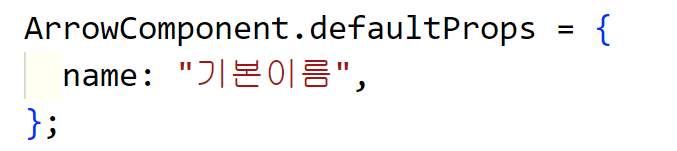 ArrowComponent.defaultProps = {
  name: "기본이름",
};